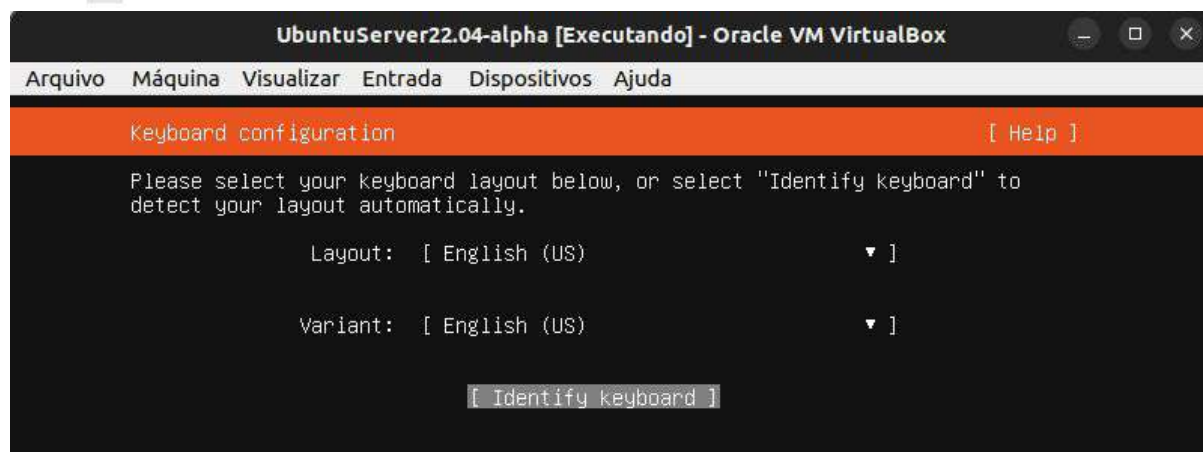 UbuntuServer22.04-alpha [Executando] - Oracle VM VirtualBox
Arquivo Máquina Visualizar Entrada Dispositivos Ajuda
Keyboard configuration [ Help ]
Please select your keyboard layout below, or select "Identify keyboard" to
detect your layout automatically.
Layout: [ English (US) ▾ ]
Variant: [ English (US) ▾ ]
[ Identify keyboard ]